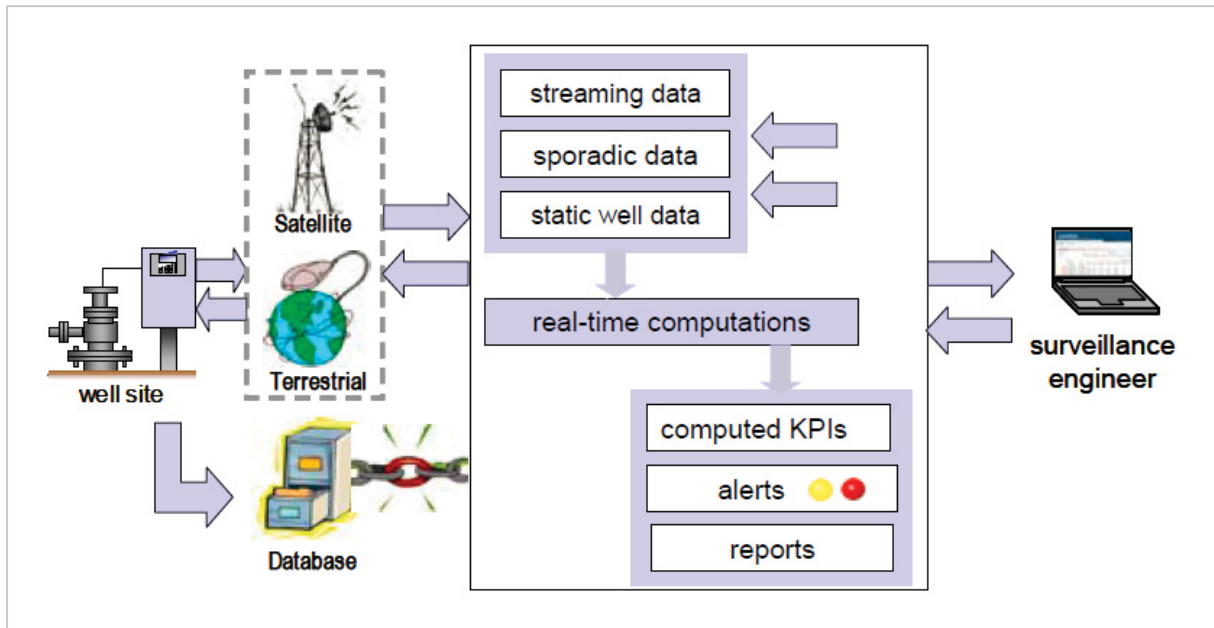 streaming data
sporadic data
static well data
Satellite
Terrestrial
well site
real-time computations
surveillance
engineer
computed KPIs
alerts
reports
Database